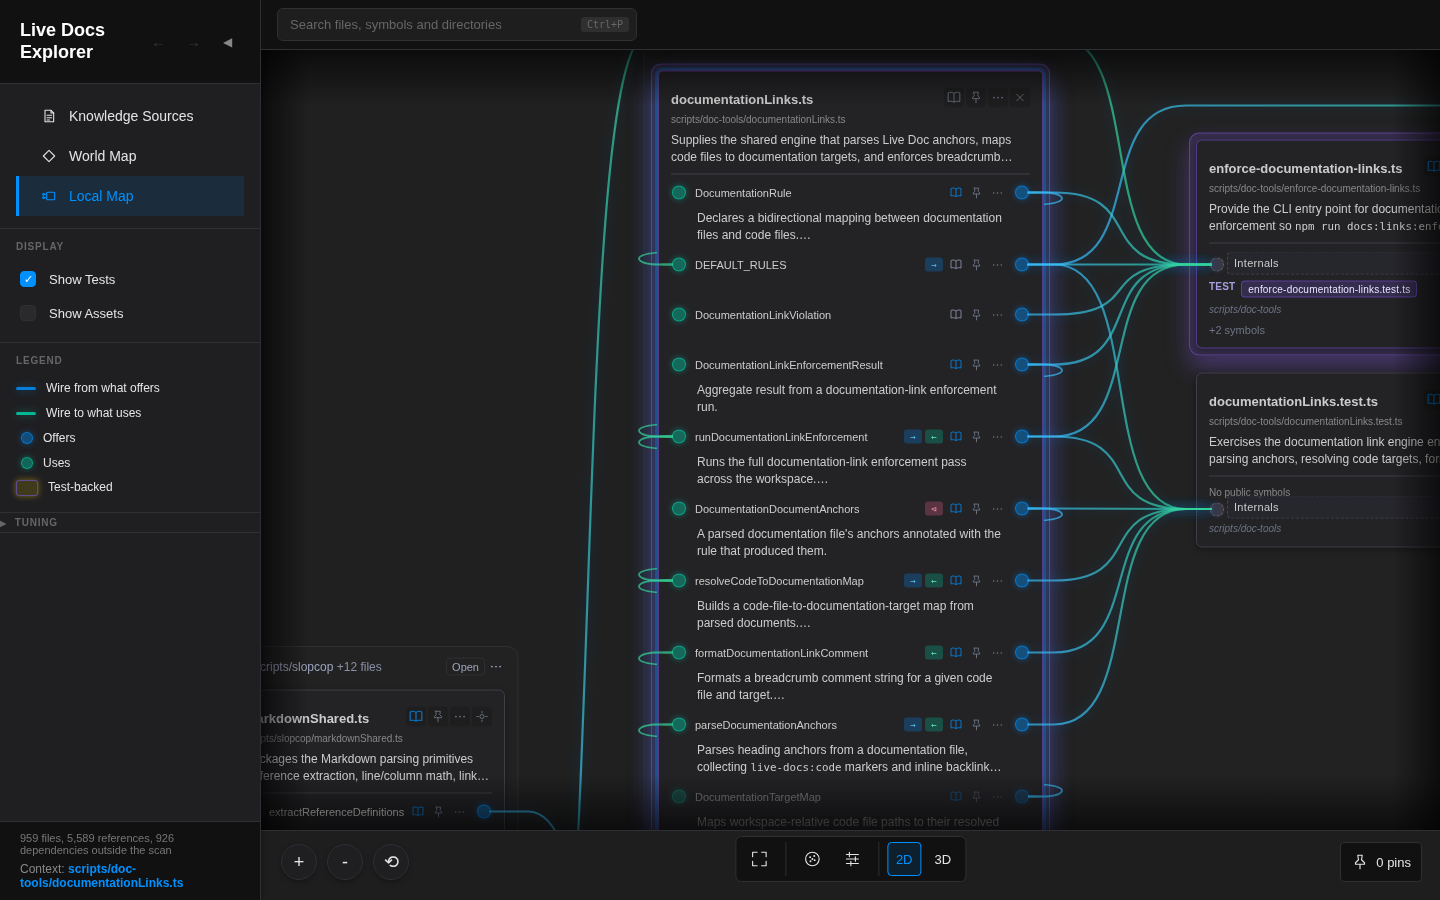 Live Docs
Explorer
Search files, symbols and directories
Ctrl+P
Knowledge Sources
World Map
Local Map
DISPLAY
Show Tests
Show Assets
LEGEND
Wire from what offers
Wire to what uses
Offers
Uses
Test-backed
TUNING
959 files, 5,589 references, 926
dependencies outside the scan
Context: scripts/doc-
tools/documentationLinks.ts
documentationLinks.ts
scripts/doc-tools/documentationLinks.ts
Supplies the shared engine that parses Live Doc anchors, maps
code files to documentation targets, and enforces breadcrumb…
DocumentationRule
Declares a bidirectional mapping between documentation
files and code files.…
DEFAULT_RULES
DocumentationLinkViolation
DocumentationLinkEnforcementResult
Aggregate result from a documentation-link enforcement
run.
runDocumentationLinkEnforcement
Runs the full documentation-link enforcement pass
across the workspace.…
DocumentationDocumentAnchors
A parsed documentation file's anchors annotated with the
rule that produced them.
resolveCodeToDocumentationMap
Builds a code-file-to-documentation-target map from
parsed documents.…
formatDocumentationLinkComment
Formats a breadcrumb comment string for a given code
file and target.…
parseDocumentationAnchors
Parses heading anchors from a documentation file,
collecting live-docs:code markers and inline backlink…
DocumentationTargetMap
Maps workspace-relative code file paths to their resolved
enforce-documentation-links.ts
scripts/doc-tools/enforce-documentation-links.ts
Provide the CLI entry point for documentatio
enforcement so npm run docs:links:enfo
Internals
TEST enforce-documentation-links.test.ts
scripts/doc-tools
+2 symbols
documentationLinks.test.ts
scripts/doc-tools/documentationLinks.test.ts
Exercises the documentation link engine en
parsing anchors, resolving code targets, for
No public symbols
Internals
scripts/doc-tools
cripts/slopcop +12 files
Open
arkdownShared.ts
pts/slopcop/markdownShared.ts
ckages the Markdown parsing primitives
ference extraction, line/column math, link…
extractReferenceDefinitions
+
-
2D
3D
0 pins